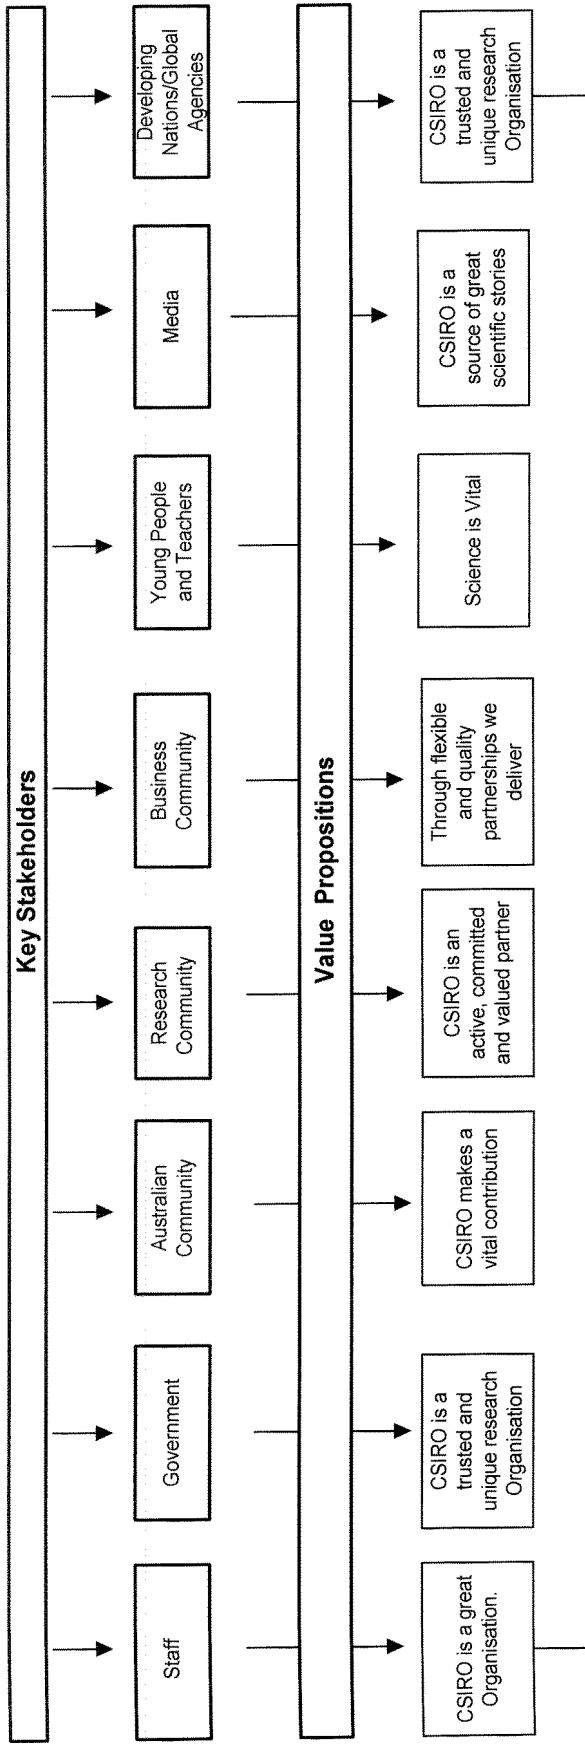 Key Stakeholders
Staff
Government
Australian
Community
Research
Community
Business
Community
Young People
and Teachers
Media
Developing
Nations/Global
Agencies
Value Propositions
CSIRO is a great
Organisation.
CSIRO is a
trusted and
unique research
Organisation
CSIRO makes a
vital contribution
CSIRO is an
active, committed
and valued partner
Through flexible
and quality
partnerships we
deliver
Science is Vital
CSIRO is a
source of great
scientific stories
CSIRO is a
trusted and
unique research
Organisation